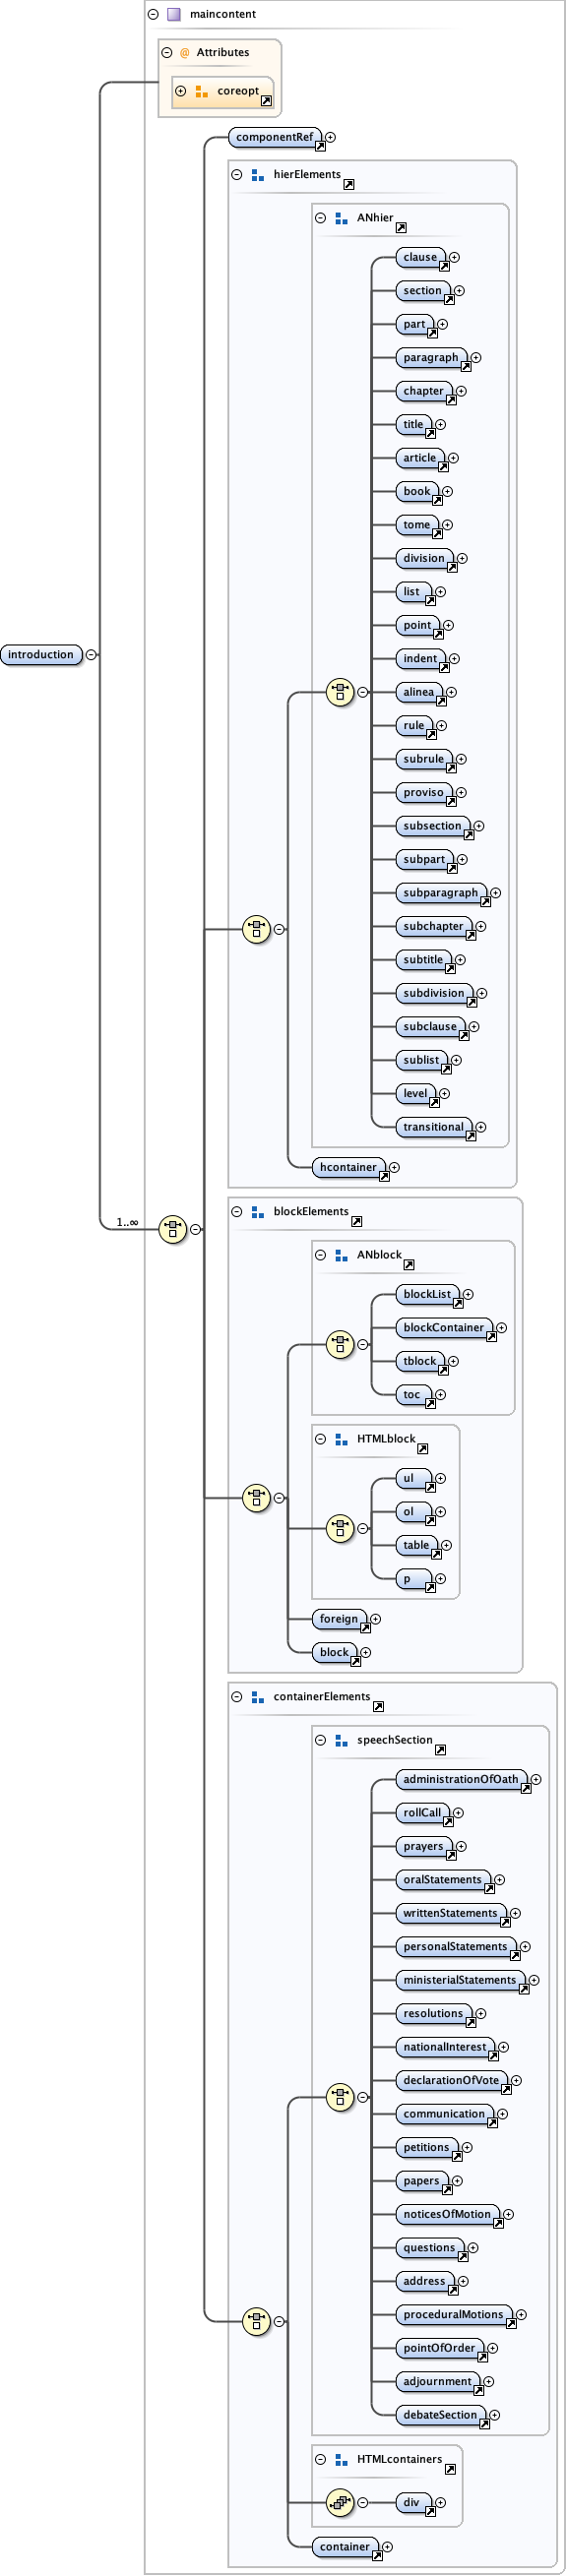 maincontent
@ Attributes
coreopt
componentRef
hierElements
ANhier
clause
section
part
paragraph
chapter
title
article
book
tome
division
list
point
introduction
indent
alinea
rule
subrule
proviso
subsection
subpart
subparagraph
subchapter
subtitle
subdivision
subclause
sublist
level
transitional
hcontainer
blockElements
1..∞
ANblock
blockList
blockContainer
tblock
toc
HTMLblock
ul
ol
table
p
foreign
block
containerElements
speechSection
administrationOfOath
rollCall
prayers
oralStatements
writtenStatements
personalStatements
ministerialStatements
resolutions
nationalInterest
declarationOfVote
communication
petitions
papers
noticesOfMotion
questions
address
proceduralMotions
pointOfOrder
adjournment
debateSection
HTMLcontainers
div
container